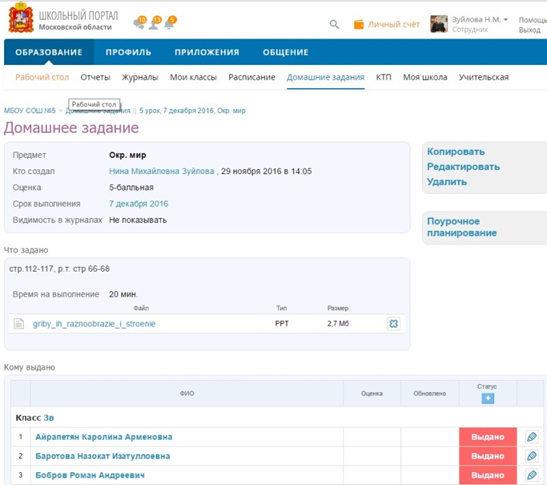 ШКОЛЬНЫЙ ПОРТАЛ
Московской области
10 13 5
Личный счёт
Зуйлова Н.М.
Сотрудник
Помощь
Выход
ОБРАЗОВАНИЕ ПРОФИЛЬ ПРИЛОЖЕНИЯ ОБЩЕНИЕ
Рабочий стол Отчеты Журналы Мои классы Расписание Домашние задания КТП Моя школа Учительская
Рабочий стол
МБОУ СОШ №5 Домашние задания 5 урок, 7 декабря 2016, Окр. мир
Домашнее задание
Предмет Окр. мир
Кто создал Нина Михайловна Зуйлова , 29 ноября 2016 в 14:05
Оценка 5-балльная
Срок выполнения 7 декабря 2016
Видимость в журналах Не показывать
Копировать
Редактировать
Удалить
Поурочное
планирование
Что задано
стр.112-117, р.т. стр 66-68
Время на выполнение 20 мин.
Файл Тип Размер
griby_ih_raznoobrazie_i_stroenie PPT 2,7 Мб
Кому выдано
ФИО Оценка Обновлено Статус
Класс 3в
1 Айрапетян Каролина Арменовна Выдано
2 Баротова Назокат Изатуллоевна Выдано
3 Бобров Роман Андреевич Выдано